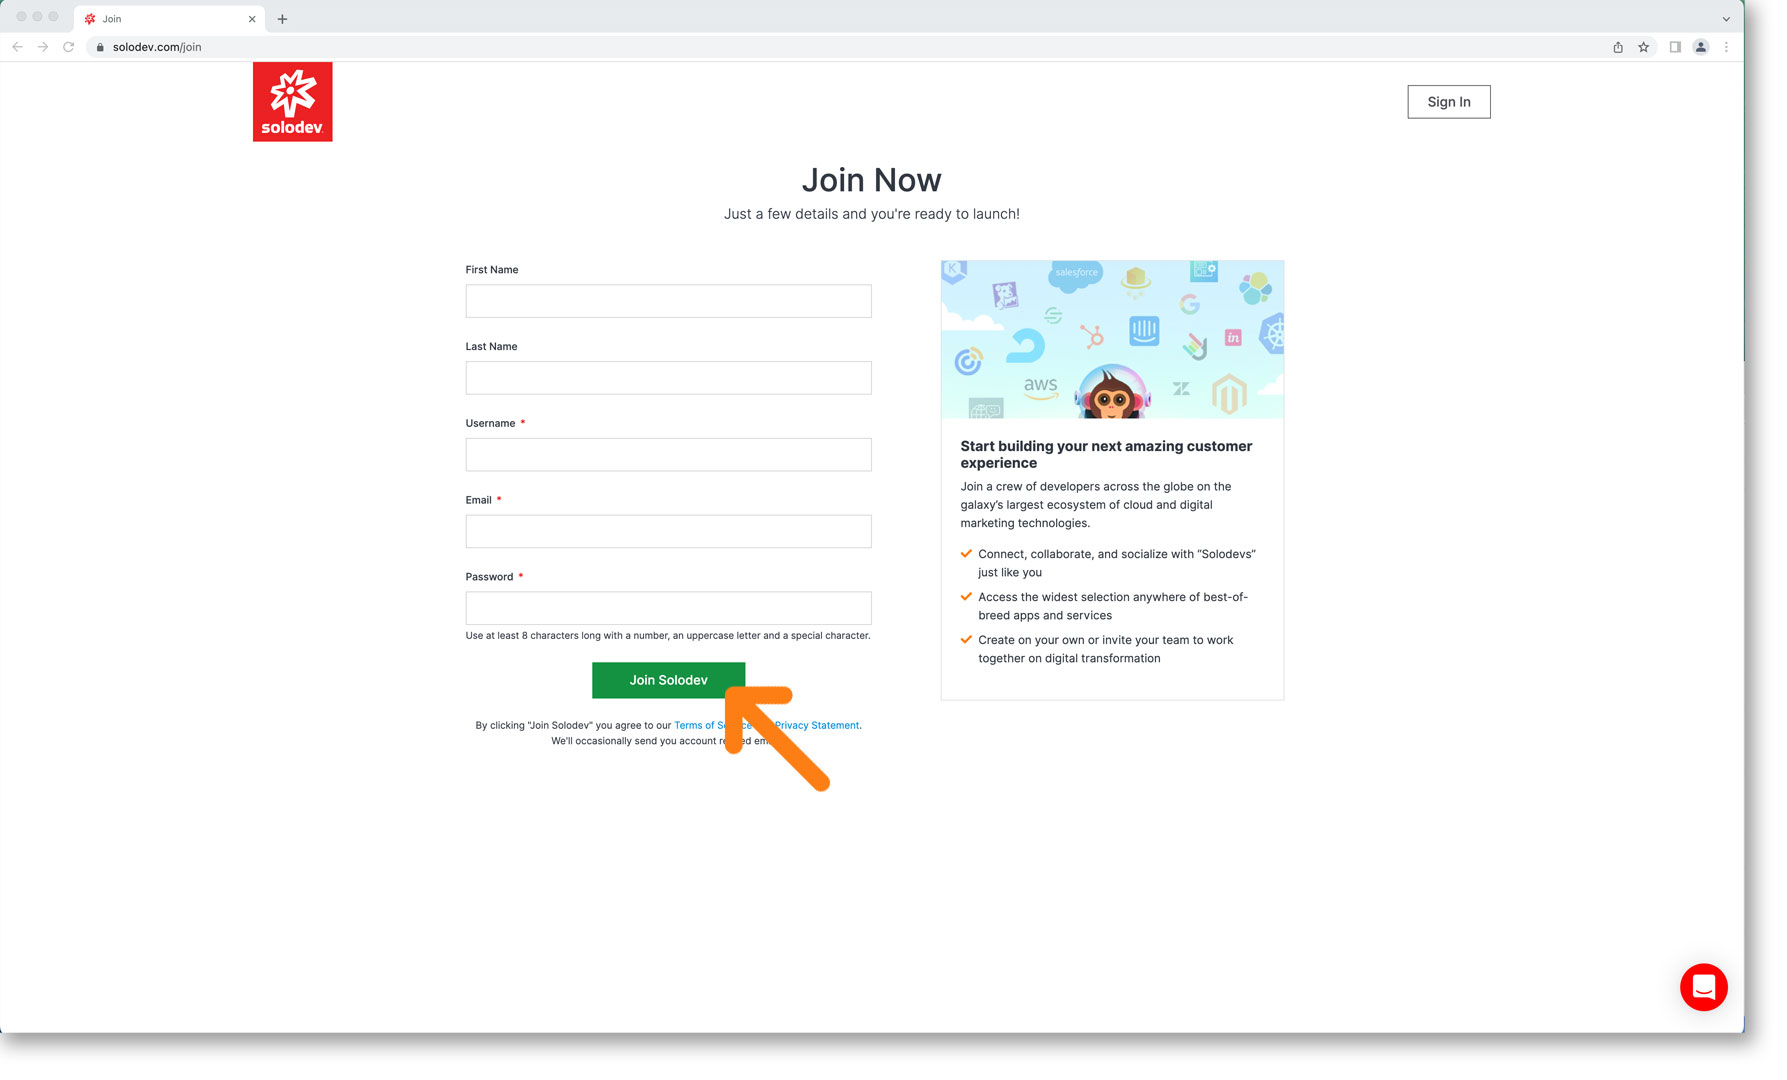 Join
solodev.com/join
solodev
Sign In
Join Now
Just a few details and you're ready to launch!
First Name
Last Name
Username *
Email *
Password *
Use at least 8 characters long with a number, an uppercase letter and a special character.
Join Solodev
By clicking "Join Solodev" you agree to our Terms of Privacy Statement.
We'll occasionally send you account
K
salesforce
G
in
aws
Start building your next amazing customer
experience
Join a crew of developers across the globe on the
galaxy’s largest ecosystem of cloud and digital
marketing technologies.
Connect, collaborate, and socialize with “Solodevs”
just like you
Access the widest selection anywhere of best-of-
breed apps and services
Create on your own or invite your team to work
together on digital transformation